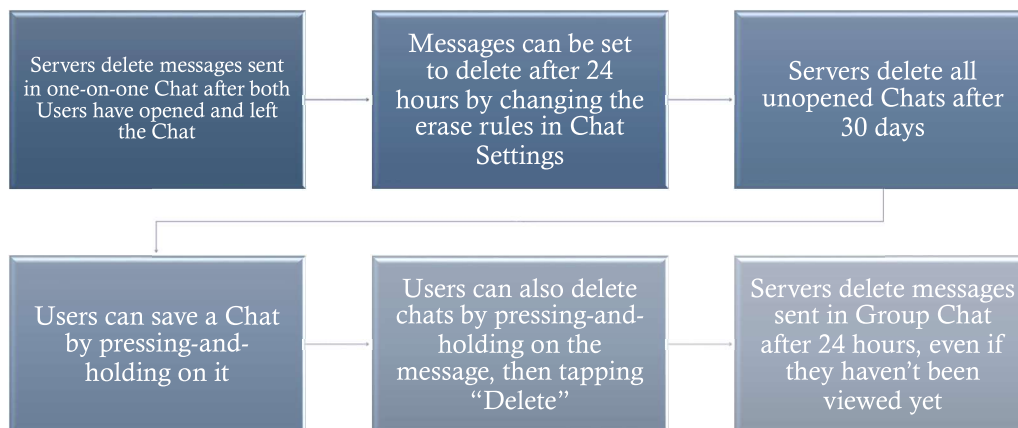 Servers delete messages sent
in one-on-one Chat after both
Users have opened and left
the Chat
Messages can be set
to delete after 24
hours by changing the
erase rules in Chat
Settings
Servers delete all
unopened Chats after
30 days
Users can save a Chat
by pressing-and-
holding on it
Users can also delete
chats by pressing-and-
holding on the
message, then tapping
“Delete”
Servers delete messages
sent in Group Chat
after 24 hours, even if
they haven’t been
viewed yet